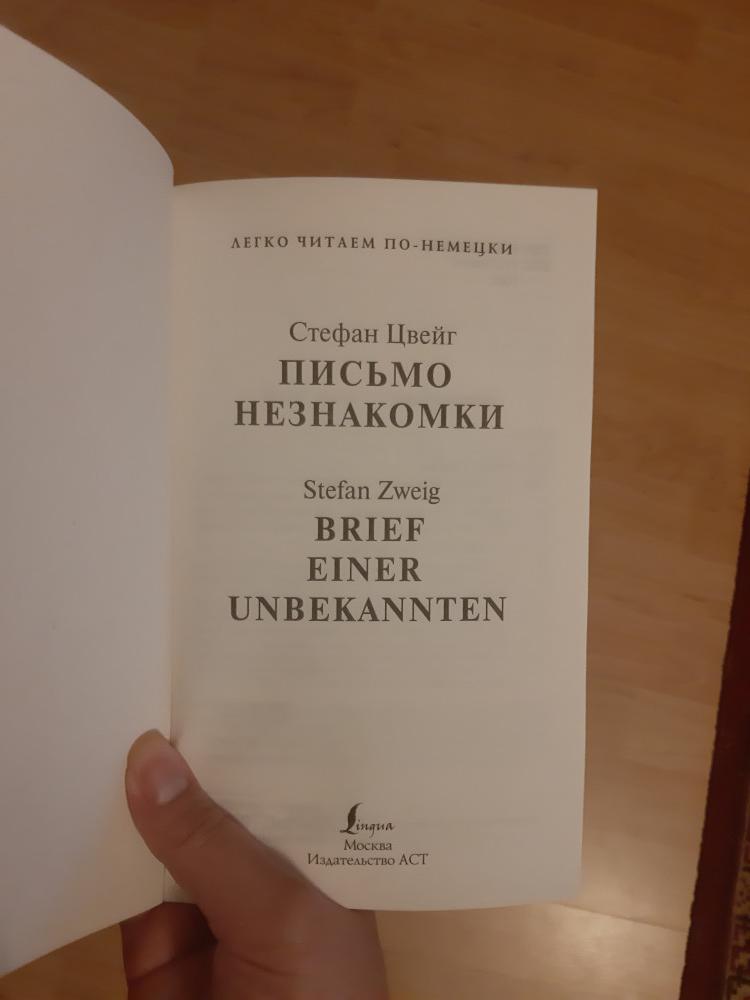 ЛЕГКО ЧИТАЕМ ПО-НЕМЕЦКИ
Стефан Цвейг
ПИСЬМО
НЕЗНАКОМКИ
Stefan Zweig
BRIEF
EINER
UNBEKANNTEN
Lingua
Москва
Издательство АСТ